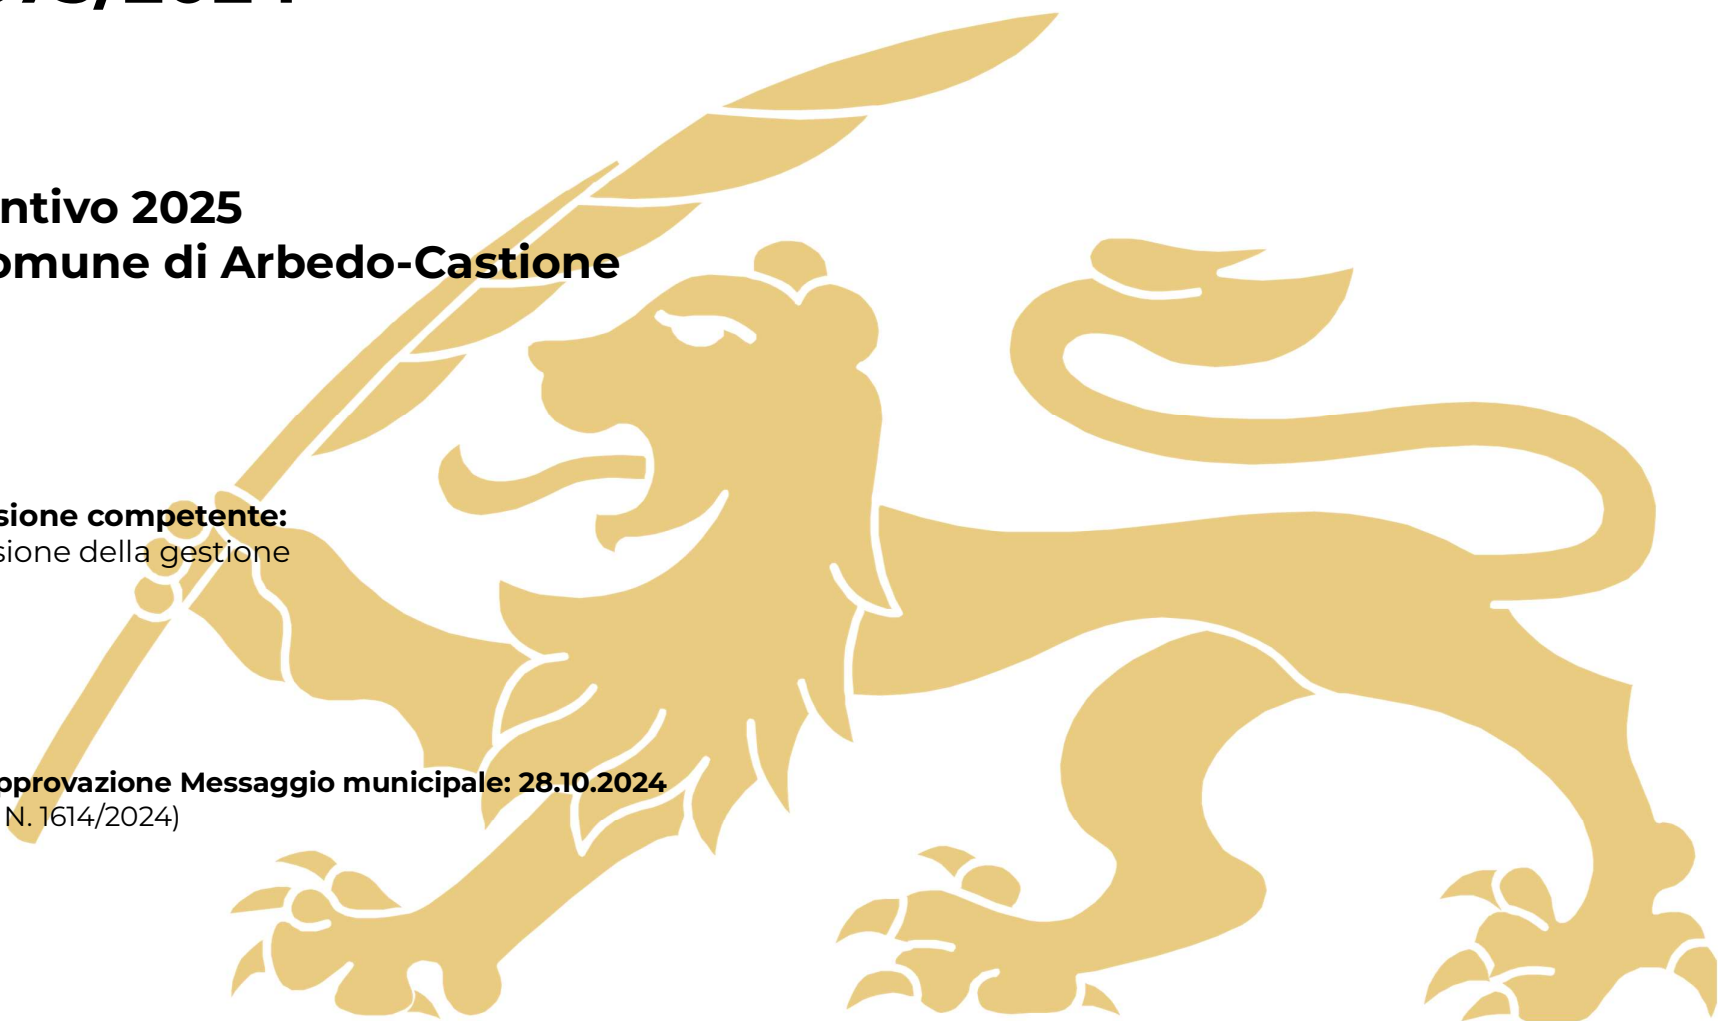 ntivo 2025
omune di Arbedo-Castione
sione competente:
sione della gestione
pprovazione Messaggio municipale: 28.10.2024
N. 1614/2024)